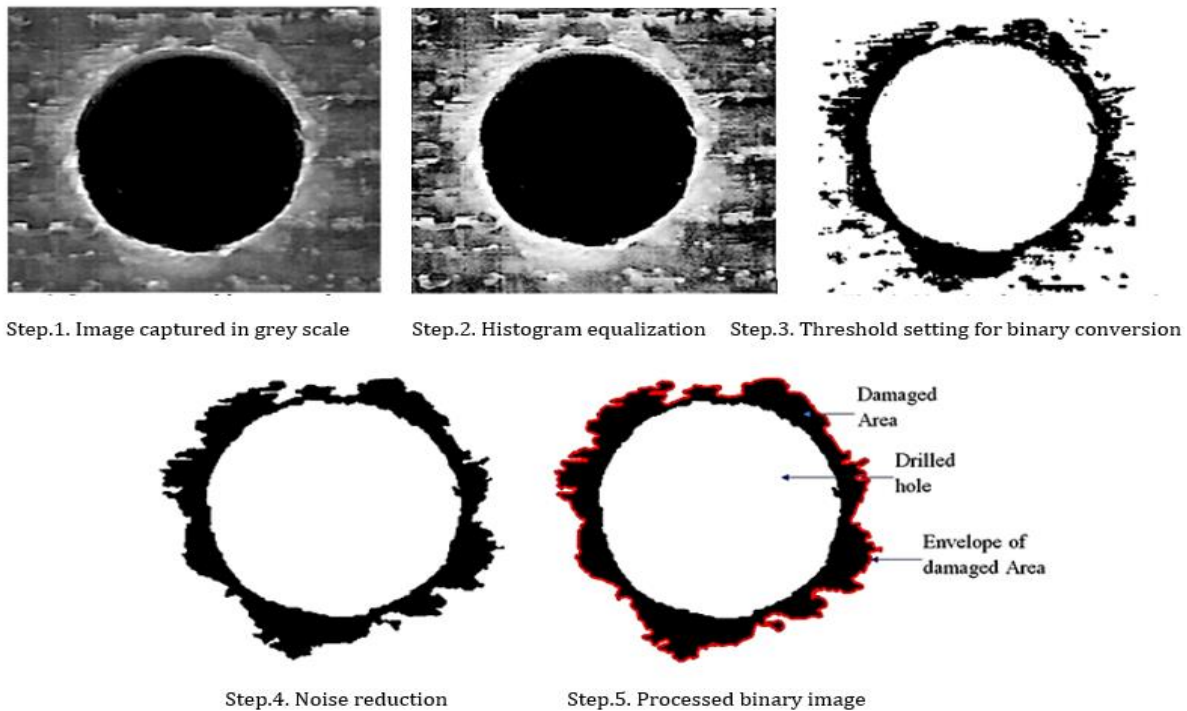 Step.1. Image captured in grey scale
Step.2. Histogram equalization
Step.3. Threshold setting for binary conversion
Damaged
Area
Drilled
hole
Envelope of
damaged Area
Step.4. Noise reduction
Step.5. Processed binary image